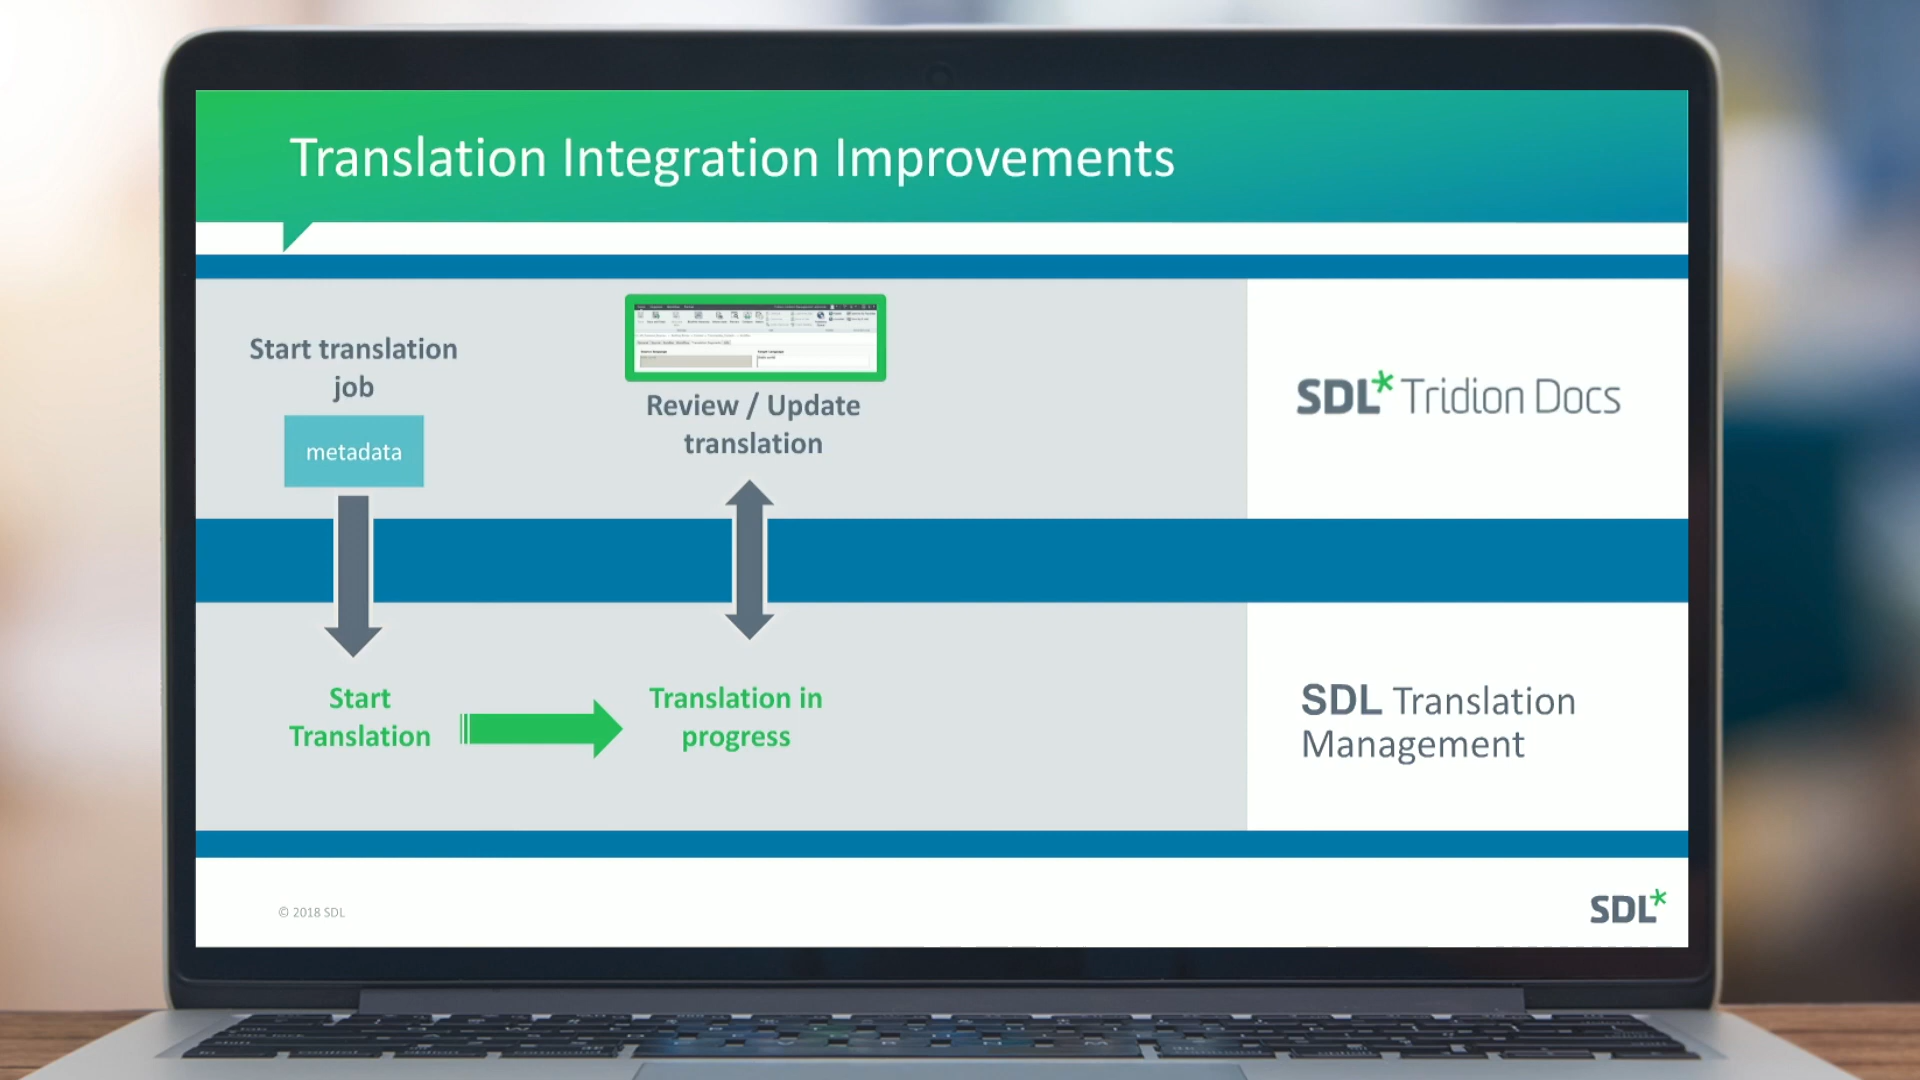 Translation Integration Improvements
Start translation
job
metadata
Review / Update
translation
SDL* Tridion Docs
Start
Translation
Translation in
progress
SDL Translation
Management
© 2018 SDL
SDL*